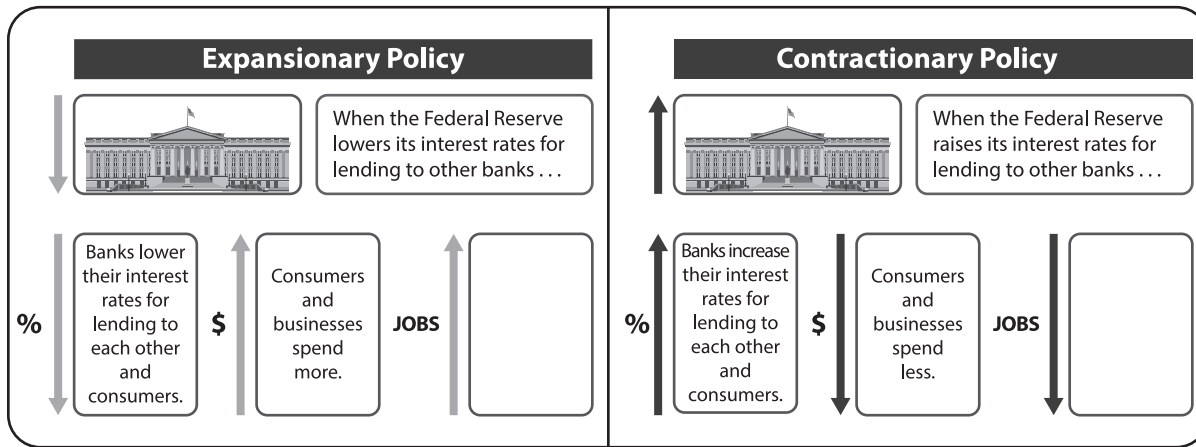 Expansionary Policy
When the Federal Reserve
lowers its interest rates for
lending to other banks . . .
%
Banks lower
their interest
rates for
lending to
each other
and
consumers.
$
Consumers
and
businesses
spend
more.
JOBS
Contractionary Policy
When the Federal Reserve
raises its interest rates for
lending to other banks . . .
%
Banks increase
their interest
rates for
lending to
each other
and
consumers.
$
Consumers
and
businesses
spend
less.
JOBS